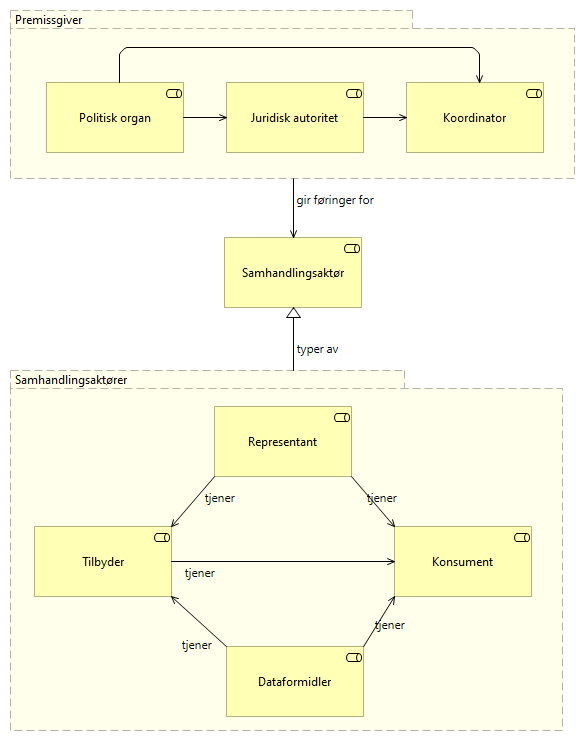 Premissgiver
Politisk organ
Juridisk autoritet
Koordinator
gir føringer for
Samhandlingsaktør
typer av
Samhandlingsaktører
Representant
tjener
tjener
Tilbyder
Konsument
tjener
tjener
tjener
Dataformidler